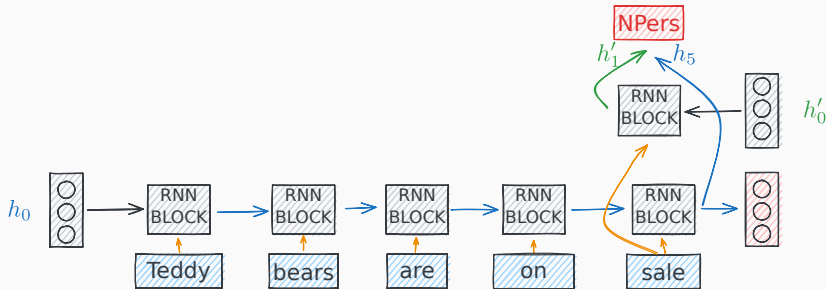 NPers
h'₁
h₅
RNN
BLOCK
h'₀
h₀
RNN
BLOCK
RNN
BLOCK
RNN
BLOCK
RNN
BLOCK
RNN
BLOCK
Teddy
bears
are
on
sale